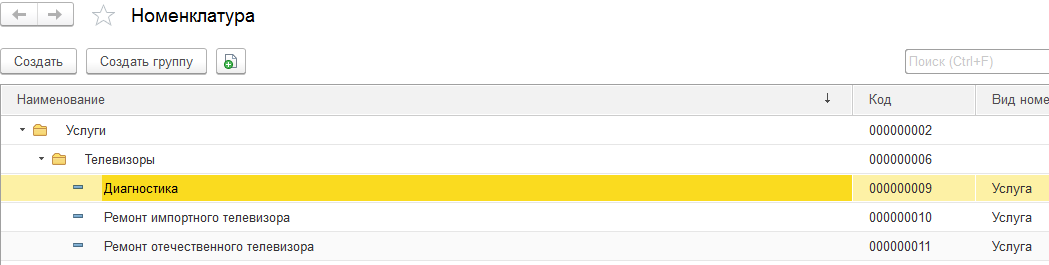 Номенклатура
Создать Создать группу Поиск (Ctrl+F)
Наименование ↓ Код Вид номе
Услуги 000000002
Телевизоры 000000006
Диагностика 000000009 Услуга
Ремонт импортного телевизора 000000010 Услуга
Ремонт отечественного телевизора 000000011 Услуга